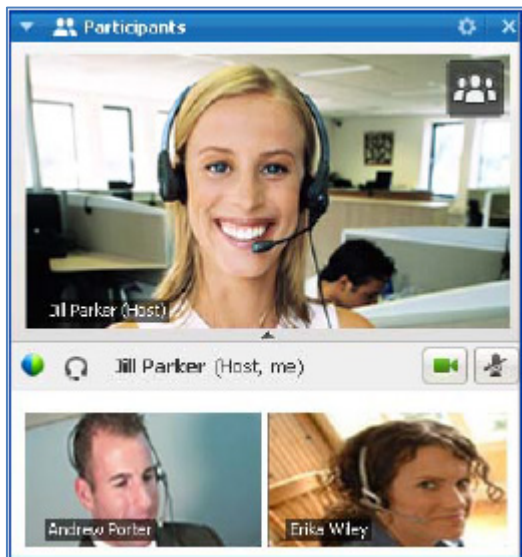 Participants
Jill Parker (Host)
Jill Parker (Host, me)
Andrew Porter
Erika Wiley